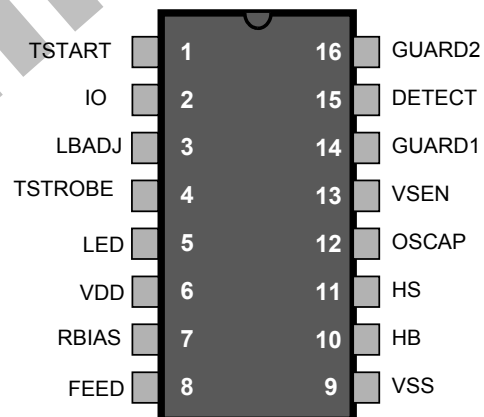 TSTART 1 16 GUARD2
IO 2 15 DETECT
LBADJ 3 14 GUARD1
TSTROBE 4 13 VSEN
LED 5 12 OSCAP
VDD 6 11 HS
RBIAS 7 10 HB
FEED 8 9 VSS